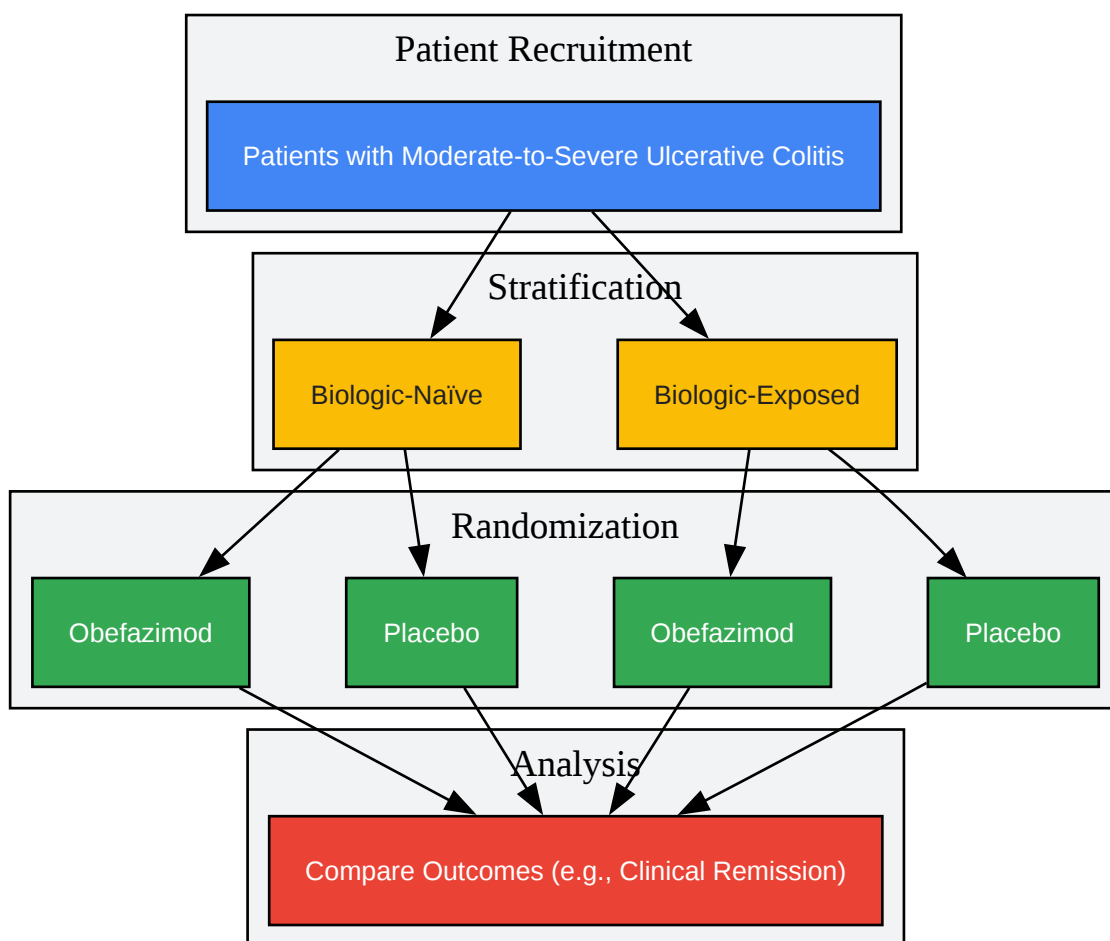 Patient Recruitment
Patients with Moderate-to-Severe Ulcerative Colitis
Stratification
Biologic-Naïve
Biologic-Exposed
Randomization
Obefazimod
Placebo
Obefazimod
Placebo
Analysis
Compare Outcomes (e.g., Clinical Remission)